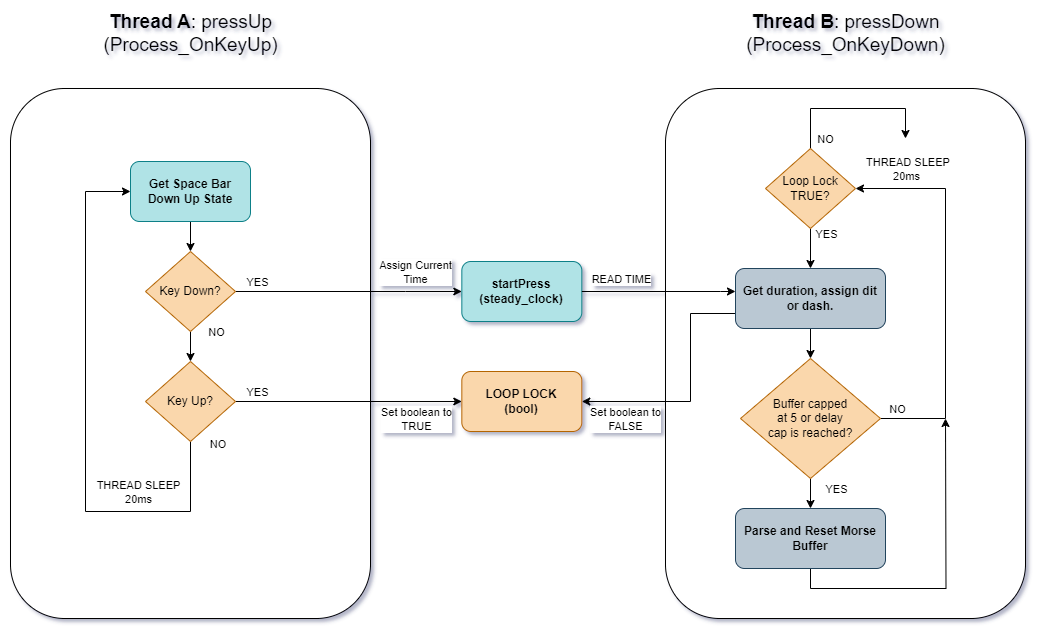 Thread A: pressUp
(Process_OnKeyUp)
Thread B: pressDown
(Process_OnKeyDown)
Get Space Bar
Down Up State
Key Down?
YES
NO
Key Up?
YES
NO
THREAD SLEEP
20ms
Assign Current
Time
startPress
(steady_clock)
READ TIME
LOOP LOCK
(bool)
Set boolean to
TRUE
Set boolean to
FALSE
NO
THREAD SLEEP
20ms
Loop Lock
TRUE?
YES
Get duration, assign dit
or dash.
Buffer capped
at 5 or delay
cap is reached?
NO
YES
Parse and Reset Morse
Buffer